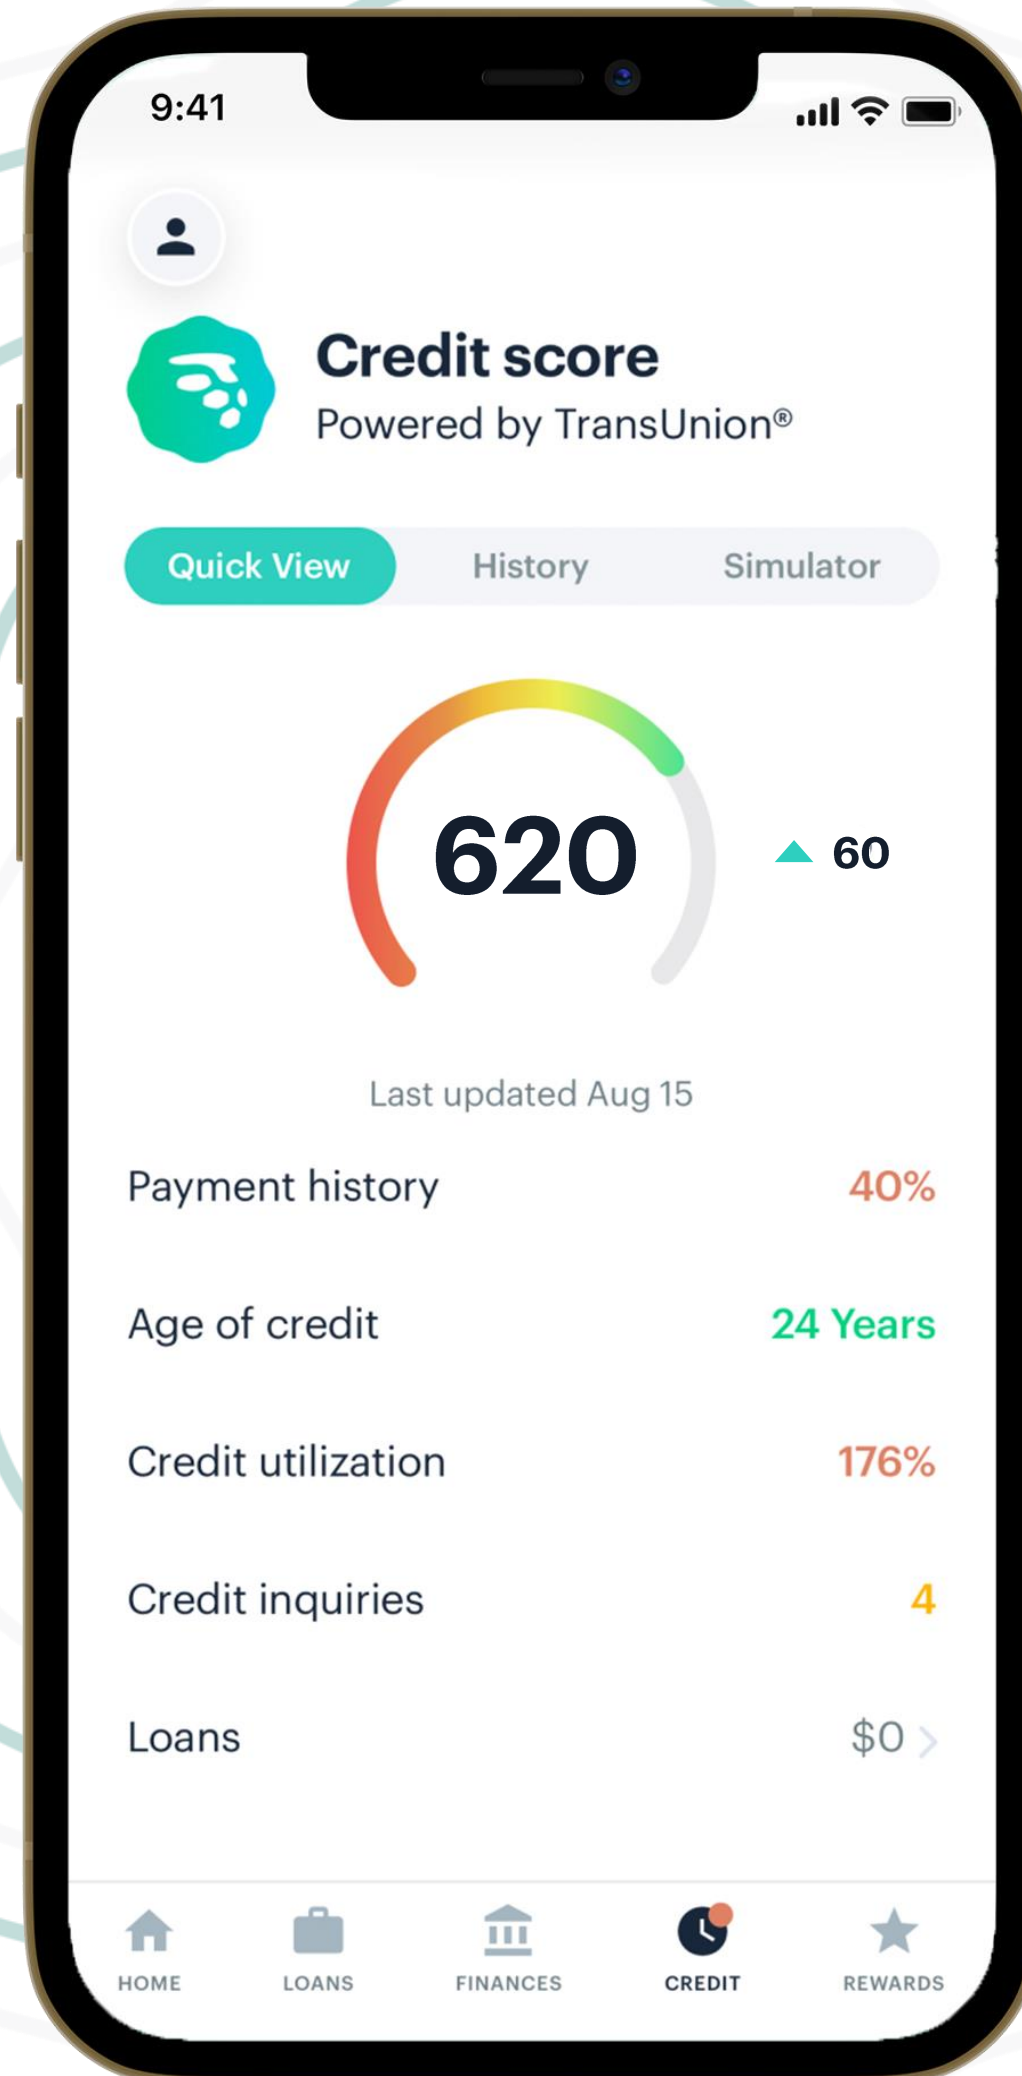 9:41
Credit score
Powered by TransUnion®
Quick View History Simulator
620
60
Last updated Aug 15
Payment history 40%
Age of credit 24 Years
Credit utilization 176%
Credit inquiries 4
Loans $0
HOME LOANS FINANCES CREDIT REWARDS